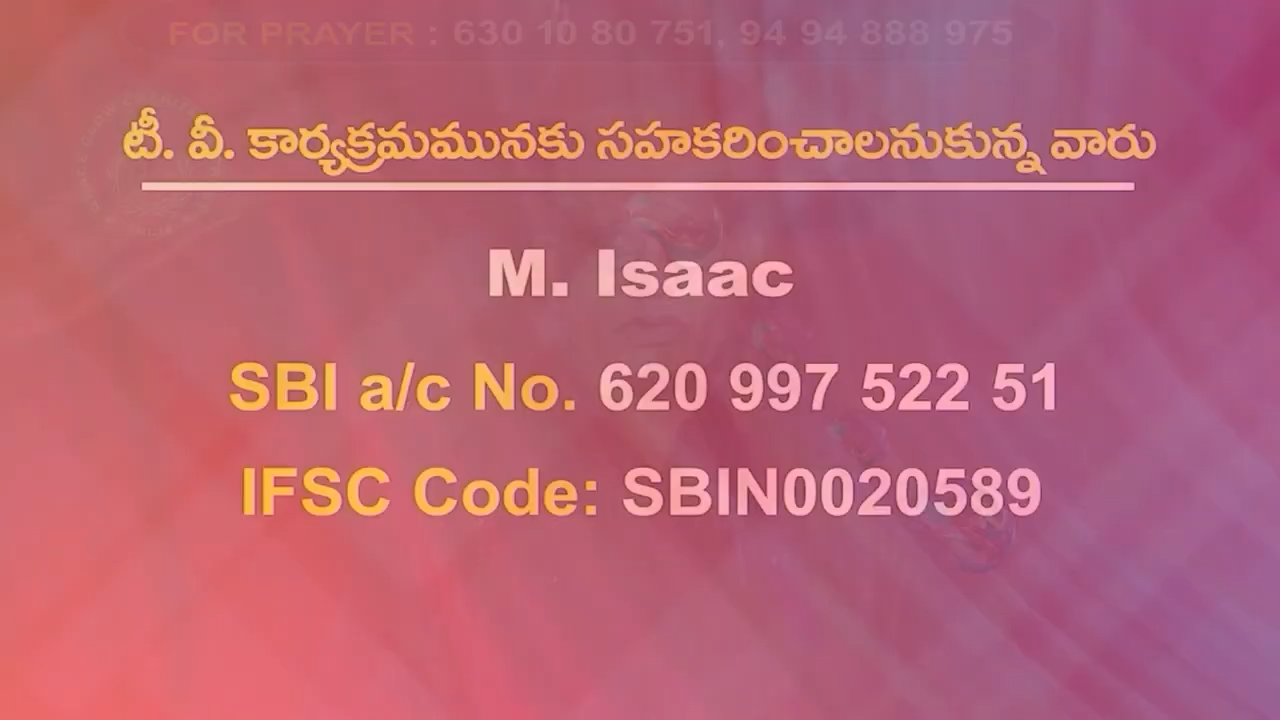 FOR PRAYER : 630 10 80 751, 94 94 888 975
టీ. వీ. కార్యక్రమమునకు సహకరించాలనుకున్న వారు
M. Isaac
SBI a/c No. 620 997 522 51
IFSC Code: SBIN0020589